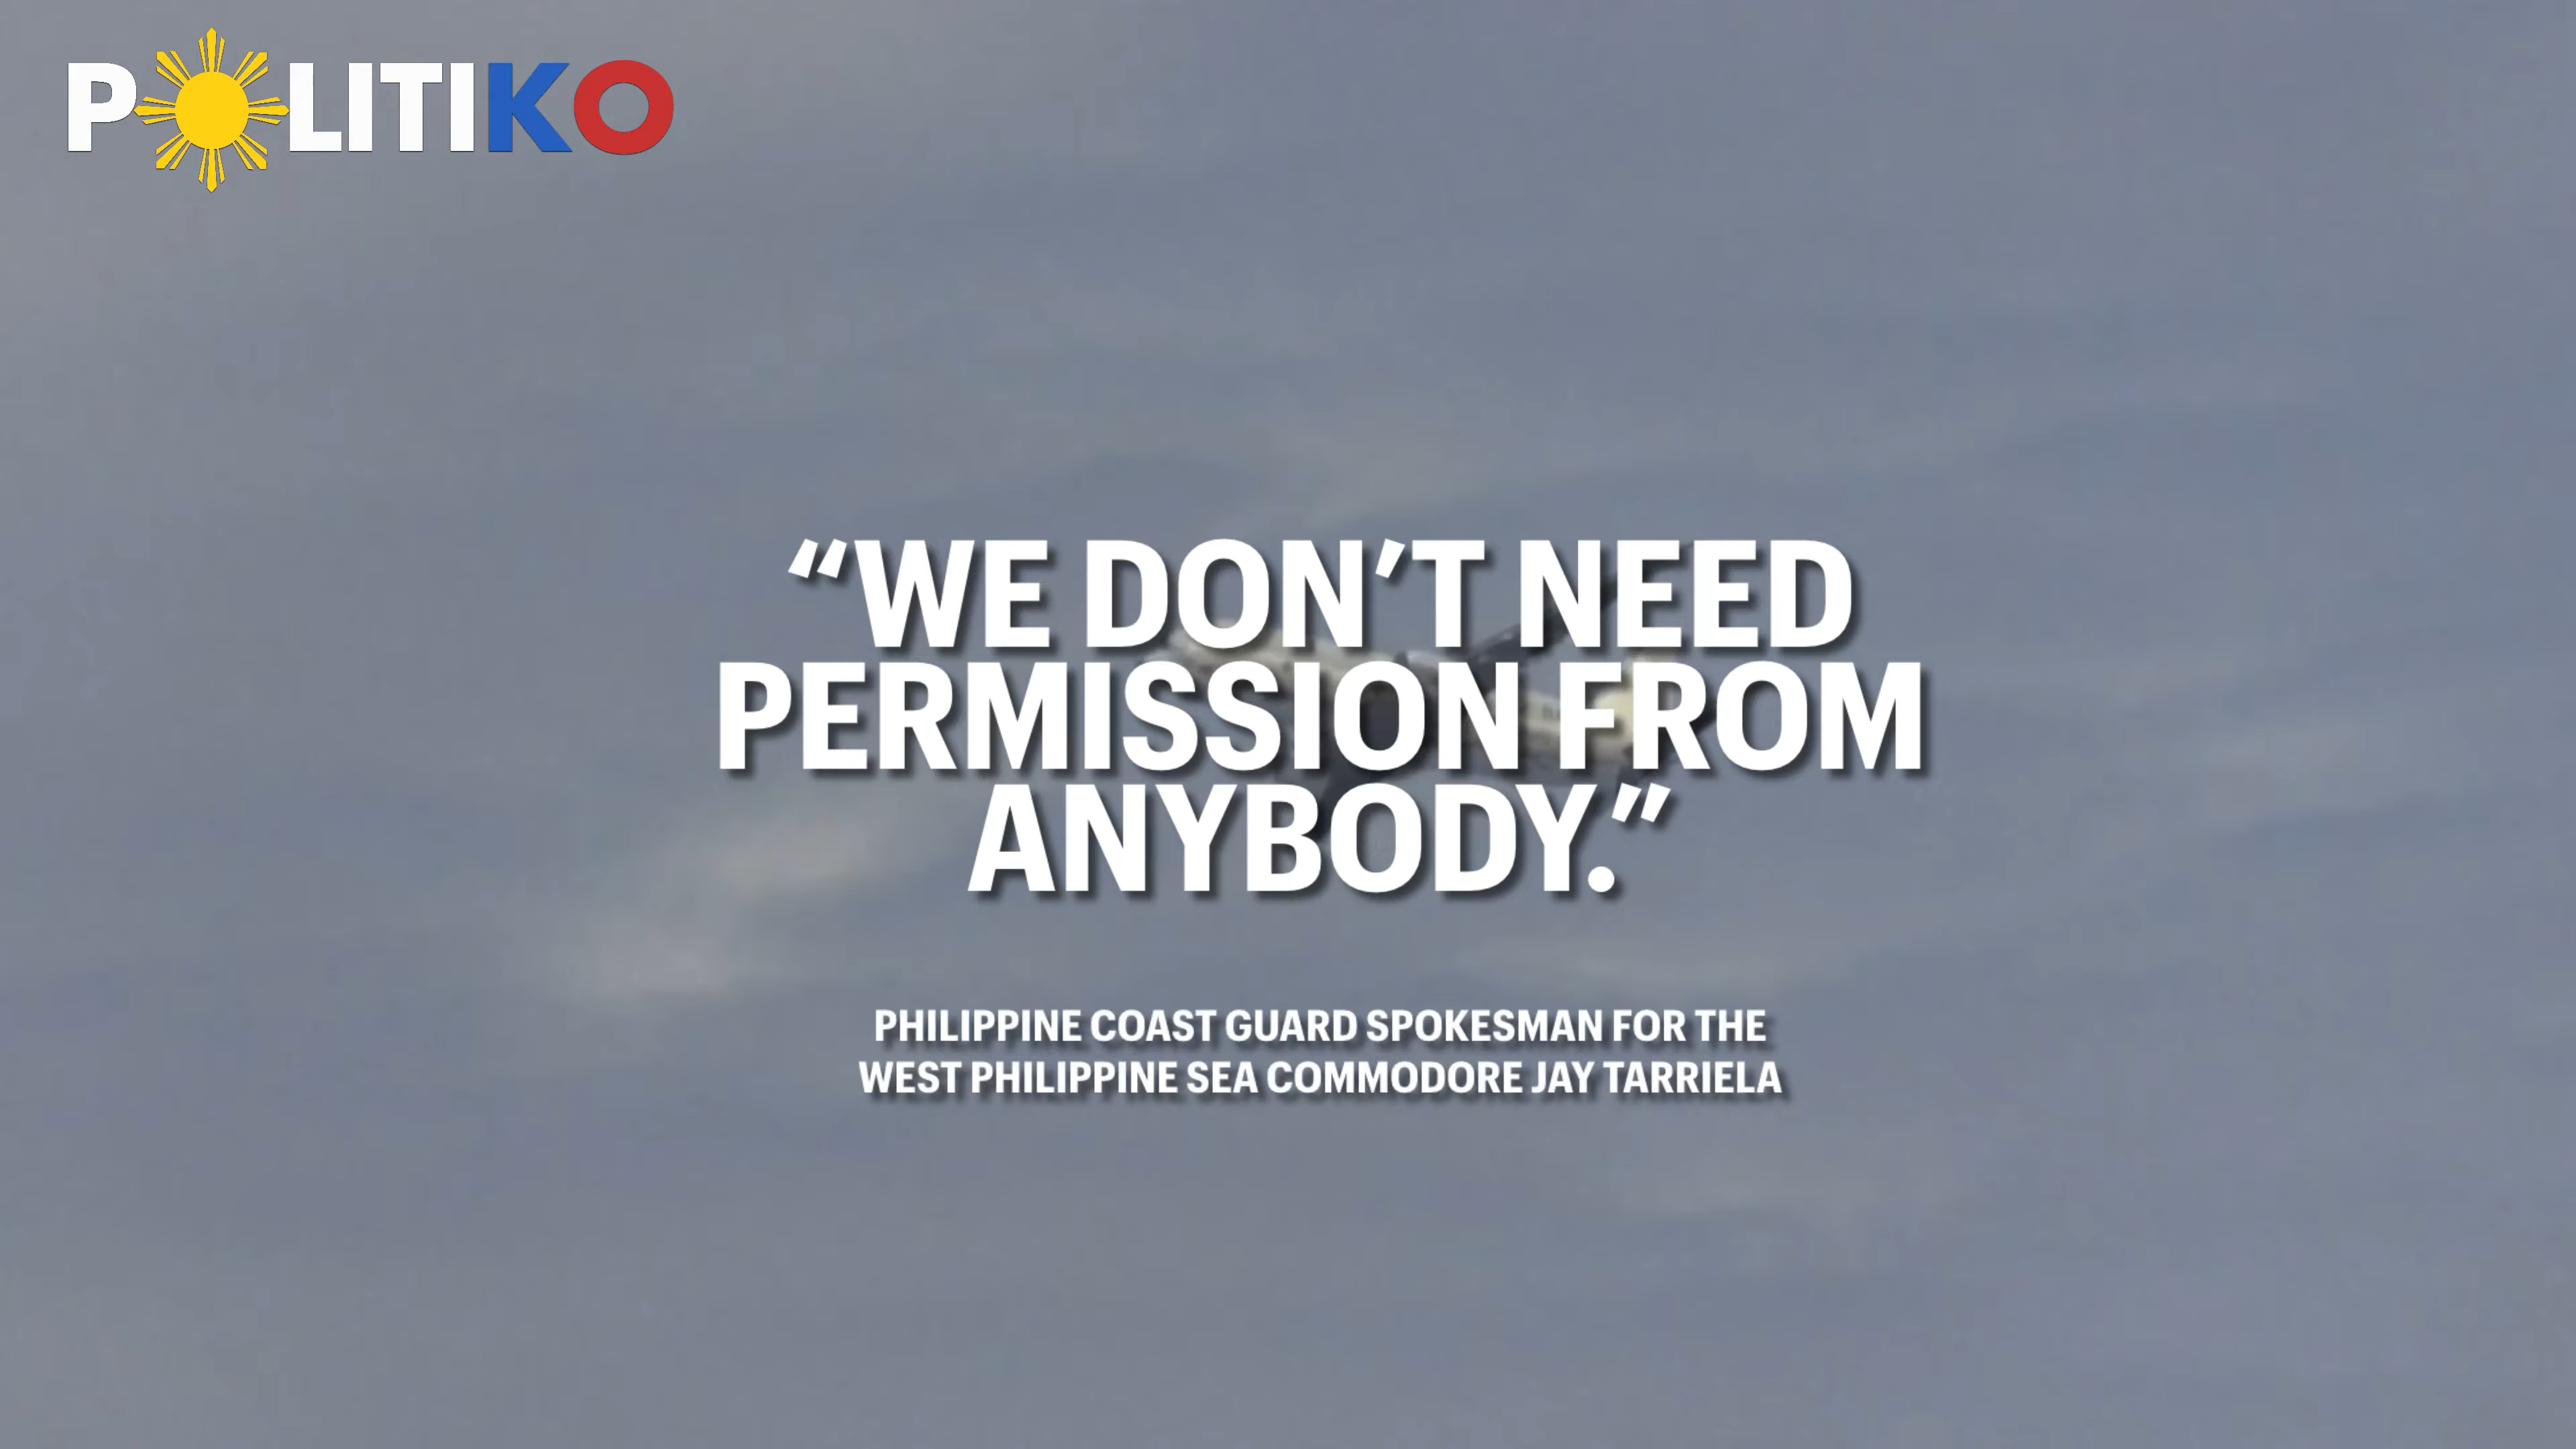 POLITIKO
“WE DON’T NEED
PERMISSION FROM
ANYBODY.”
PHILIPPINE COAST GUARD SPOKESMAN FOR THE
WEST PHILIPPINE SEA COMMODORE JAY TARRIELA